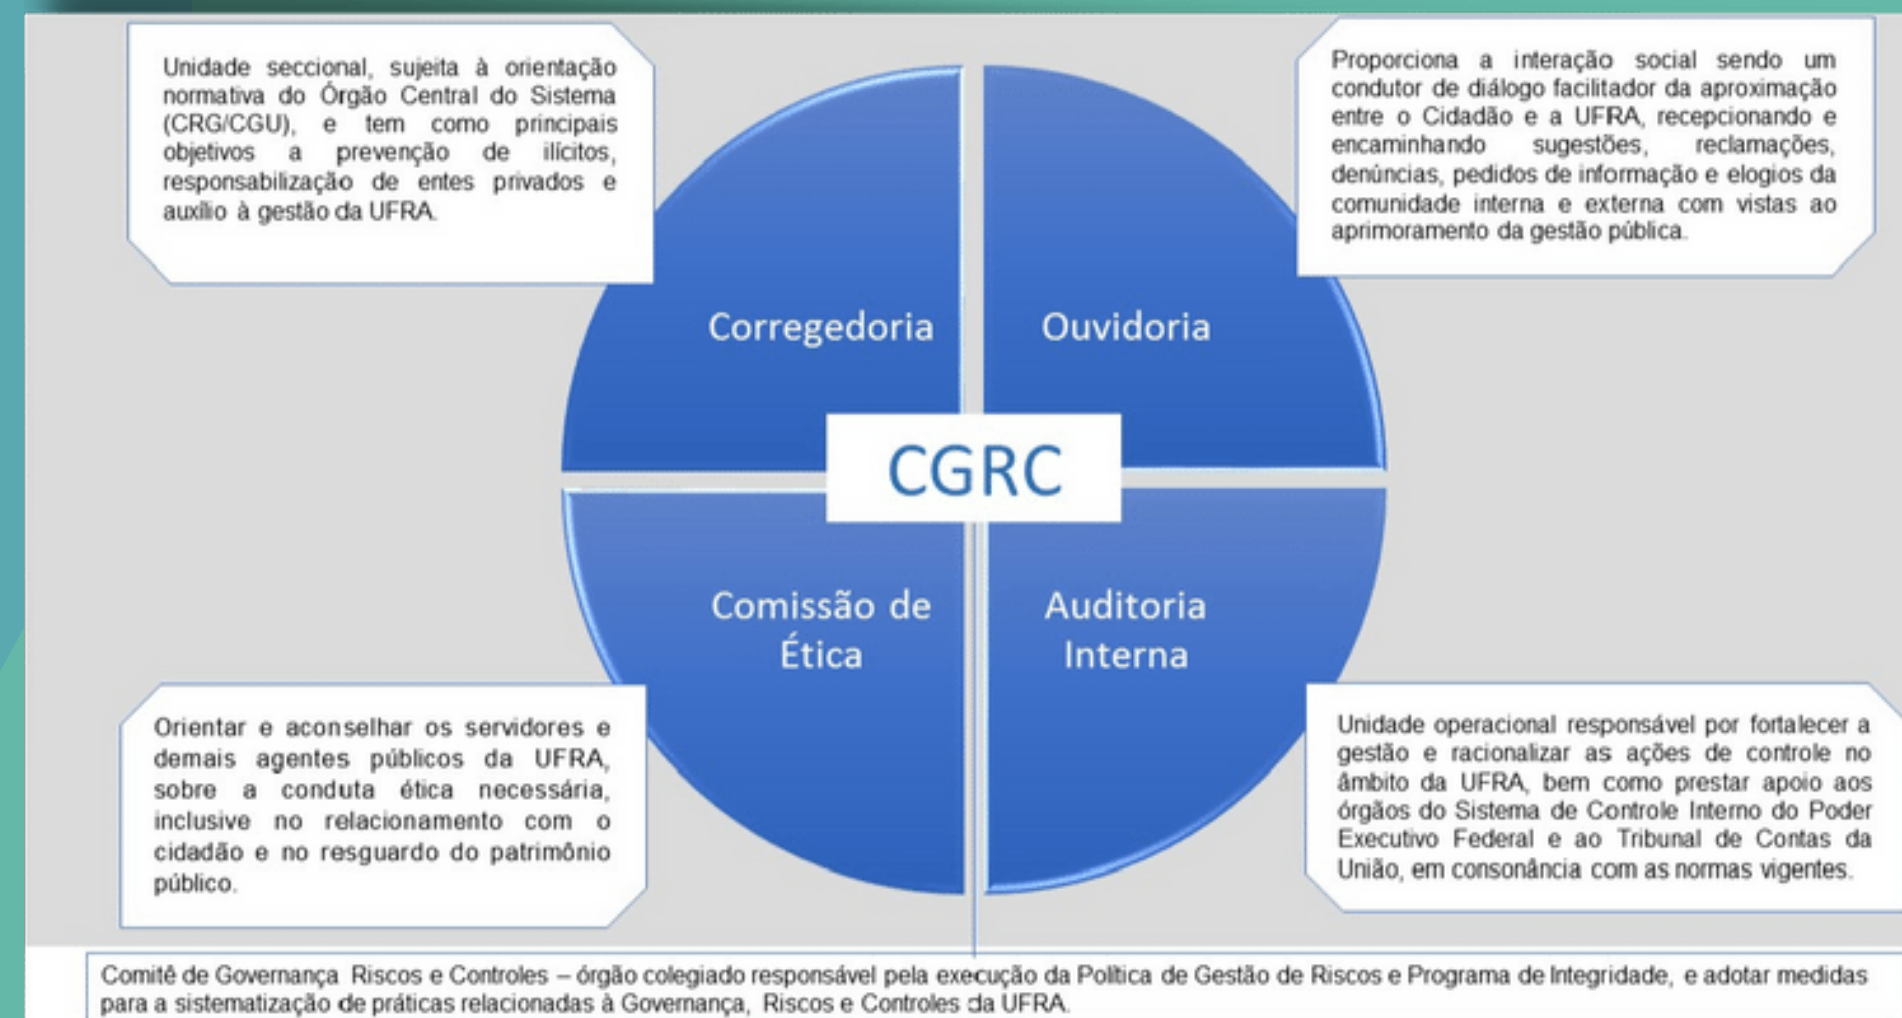 Unidade seccional, sujeita à orientação
normativa do Órgão Central do Sistema
(CRG/CGU), e tem como principais
objetivos a prevenção de ilícitos,
responsabilização de entes privados e
auxílio à gestão da UFRA.
Proporciona a interação social sendo um
condutor de diálogo facilitador da aproximação
entre o Cidadão e a UFRA, recepcionando e
encaminhando sugestões, reclamações,
denúncias, pedidos de informação e elogios da
comunidade interna e externa com vistas ao
aprimoramento da gestão pública.
Corregedoria
Ouvidoria
CGRC
Comissão de
Ética
Auditoria
Interna
Orientar e aconselhar os servidores e
demais agentes públicos da UFRA,
sobre a conduta ética necessária,
inclusive no relacionamento com o
cidadão e no resguardo do patrimônio
público.
Unidade operacional responsável por fortalecer a
gestão e racionalizar as ações de controle no
âmbito da UFRA, bem como prestar apoio aos
órgãos do Sistema de Controle Interno do Poder
Executivo Federal e ao Tribunal de Contas da
União, em consonância com as normas vigentes.
Comitê de Governança Riscos e Controles – órgão colegiado responsável pela execução da Política de Gestão de Riscos e Programa de Integridade, e adotar medidas
para a sistematização de práticas relacionadas à Governança, Riscos e Controles da UFRA.